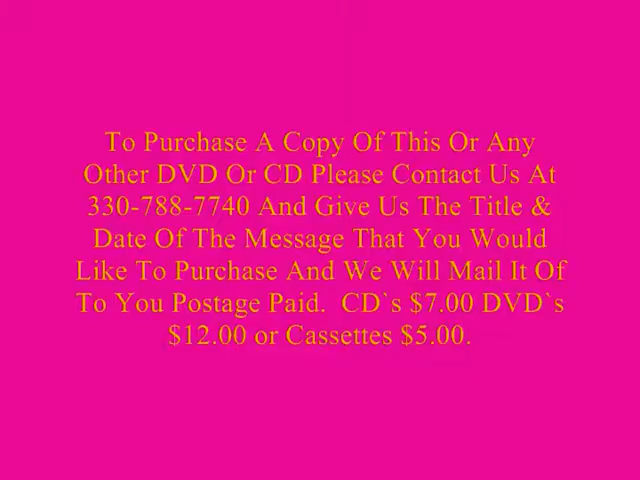 To Purchase A Copy Of This Or Any
Other DVD Or CD Please Contact Us At
330-788-7740 And Give Us The Title &
Date Of The Message That You Would
Like To Purchase And We Will Mail It Of
To You Postage Paid.  CD`s $7.00 DVD`s
$12.00 or Cassettes $5.00.